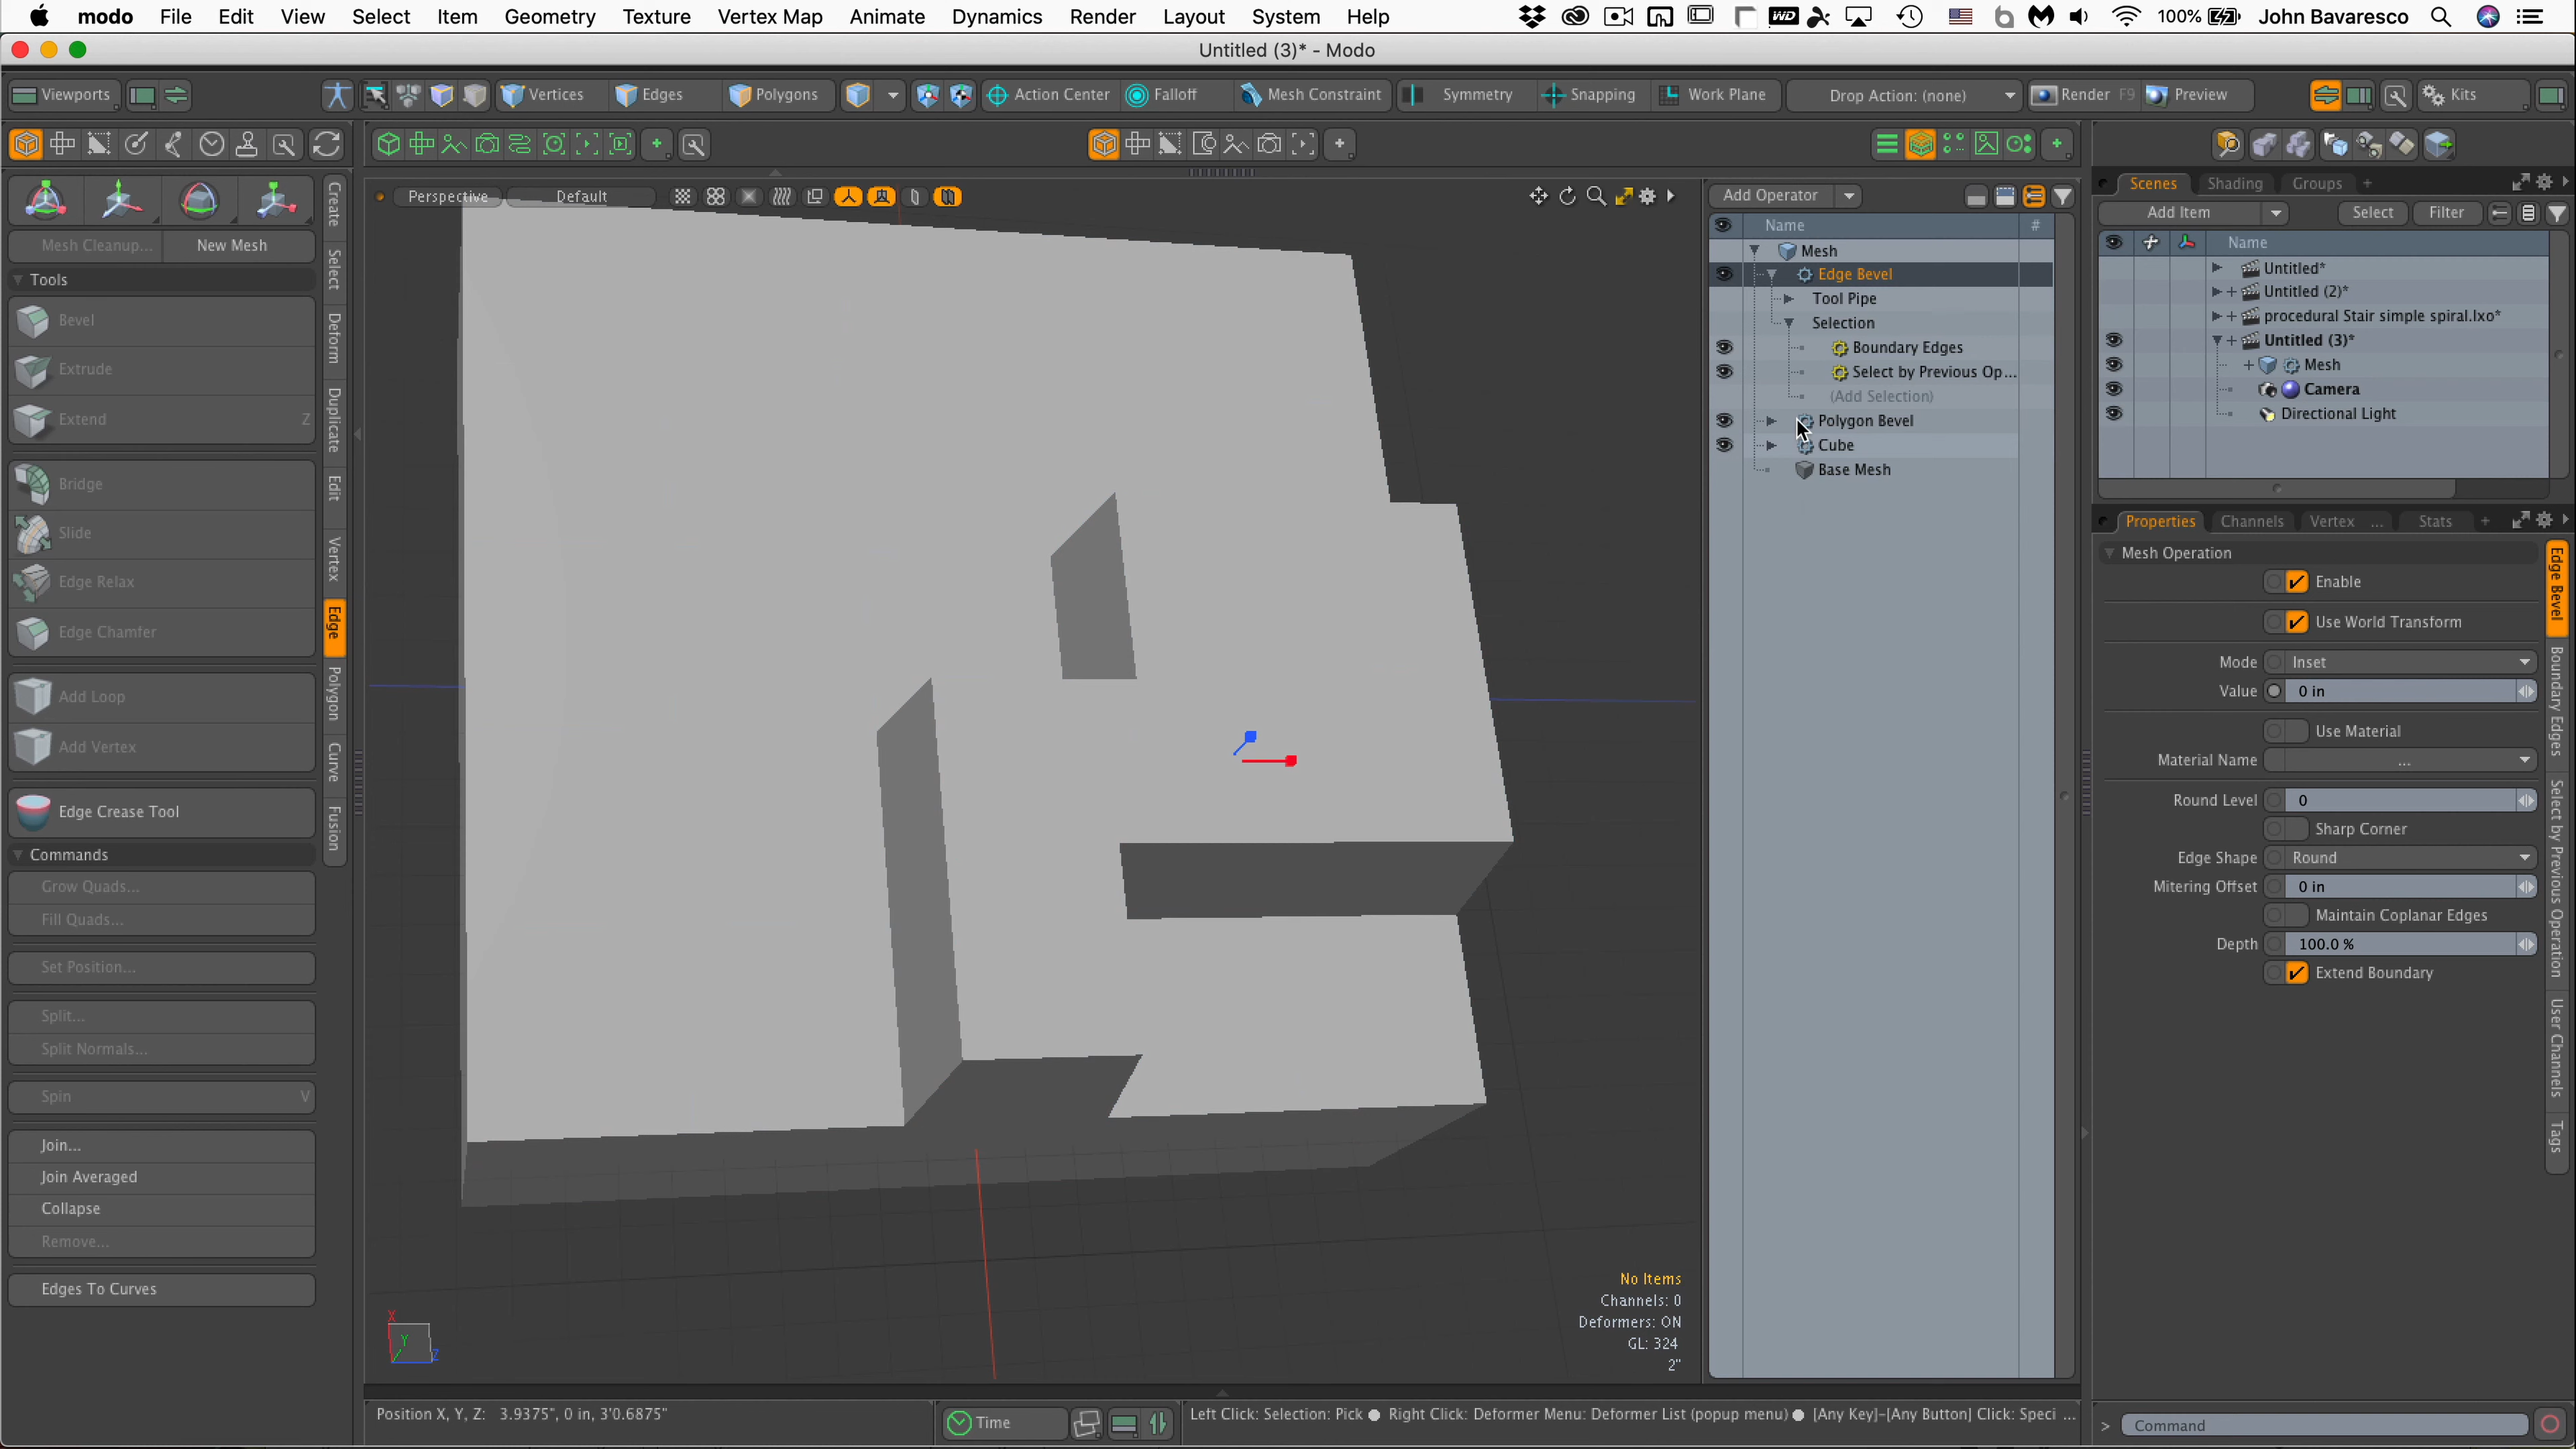 modo File Edit View Select Item Geometry Texture Vertex Map Animate Dynamics Render Layout System Help 100% John Bavaresco
Untitled (3)* - Modo
Viewports Vertices Edges Polygons Action Center Falloff Mesh Constraint Symmetry Snapping Work Plane Drop Action: (none) Render F9 Preview Kits
Perspective Default
Mesh Cleanup... New Mesh
Tools
Bevel
Extrude
Extend Z
Bridge
Slide
Edge Relax
Edge Chamfer
Add Loop
Add Vertex
Edge Crease Tool
Commands
Grow Quads...
Fill Quads...
Set Position...
Split...
Split Normals...
Spin V
Join...
Join Averaged
Collapse
Remove...
Edges To Curves
Create
Select
Deform
Duplicate
Edit
Vertex
Edge
Polygon
Curve
Fusion
X
Y
Z
No Items
Channels: 0
Deformers: ON
GL: 324
2"
Add Operator
Name #
Mesh
Edge Bevel
Tool Pipe
Selection
Boundary Edges
Select by Previous Op...
(Add Selection)
Polygon Bevel
Cube
Base Mesh
Scenes Shading Groups +
Add Item Select Filter
Name
Untitled*
+ Untitled (2)*
+ procedural Stair simple spiral.lxo*
+ Untitled (3)*
+ Mesh
Camera
Directional Light
Properties Channels Vertex ... Stats +
Mesh Operation
Enable
Use World Transform
Mode Inset
Value 0 in
Use Material
Material Name ...
Round Level 0
Sharp Corner
Edge Shape Round
Mitering Offset 0 in
Maintain Coplanar Edges
Depth 100.0 %
Extend Boundary
Edge Bevel
Boundary Edges
Select by Previous Operation
User Channels
Tags
Position X, Y, Z: 3.9375", 0 in, 3'0.6875"
Time
Left Click: Selection: Pick ● Right Click: Deformer Menu: Deformer List (popup menu) ● [Any Key]-[Any Button] Click: Speci ...
> Command